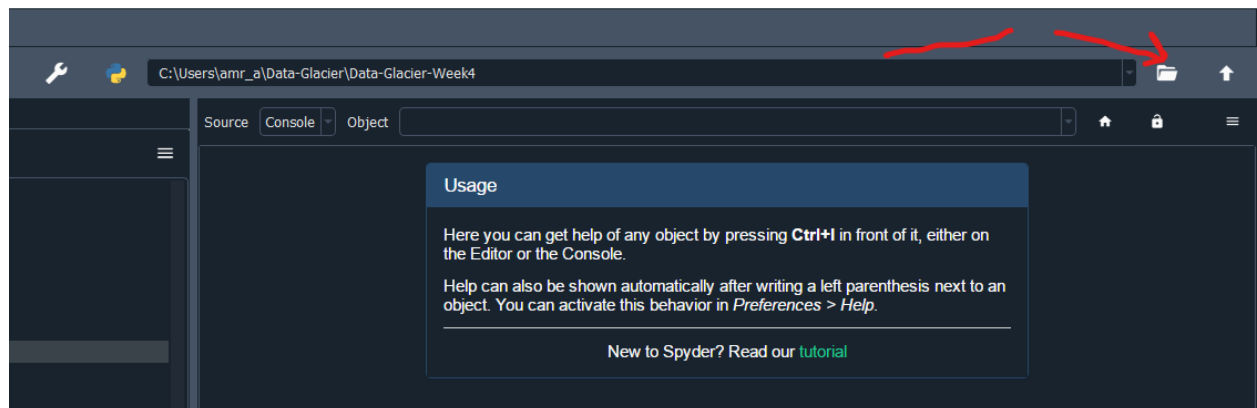 C:\Users\amr_a\Data-Glacier\Data-Glacier-Week4
Source Console Object
Usage
Here you can get help of any object by pressing Ctrl+I in front of it, either on
the Editor or the Console.
Help can also be shown automatically after writing a left parenthesis next to an
object. You can activate this behavior in Preferences > Help.
New to Spyder? Read our tutorial